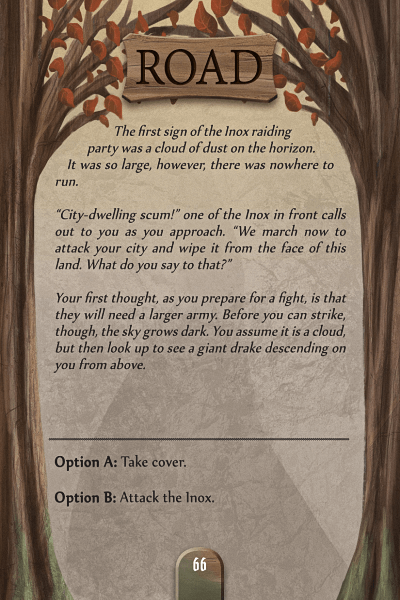 ROAD
The first sign of the Inox raiding
party was a cloud of dust on the horizon.
It was so large, however, there was nowhere to
run.
“City-dwelling scum!” one of the Inox in front calls
out to you as you approach. “We march now to
attack your city and wipe it from the face of this
land. What do you say to that?”
Your first thought, as you prepare for a fight, is that
they will need a larger army. Before you can strike,
though, the sky grows dark. You assume it is a cloud,
but then look up to see a giant drake descending on
you from above.
Option A: Take cover.
Option B: Attack the Inox.
66